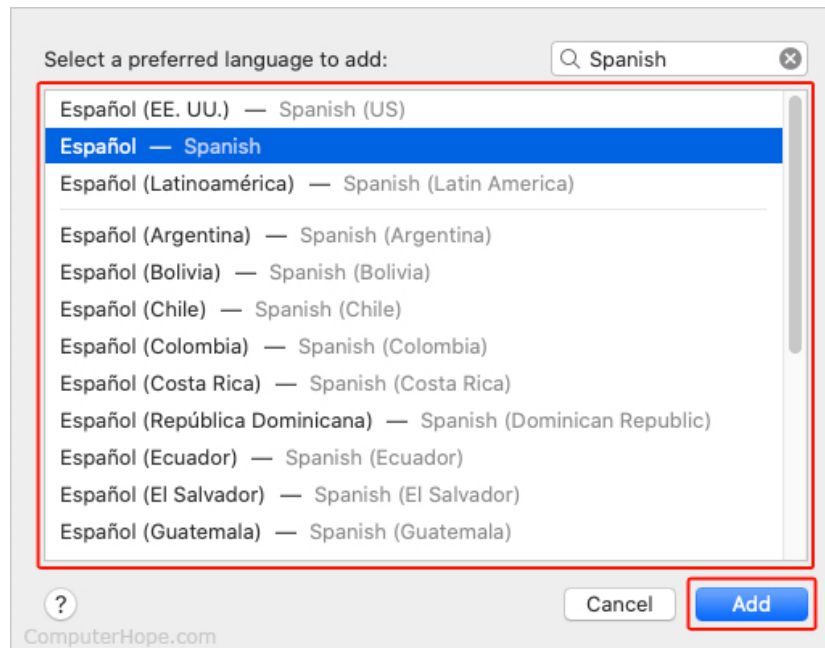 Select a preferred language to add:
Spanish
Español (EE. UU.) — Spanish (US)
Español — Spanish
Español (Latinoamérica) — Spanish (Latin America)
Español (Argentina) — Spanish (Argentina)
Español (Bolivia) — Spanish (Bolivia)
Español (Chile) — Spanish (Chile)
Español (Colombia) — Spanish (Colombia)
Español (Costa Rica) — Spanish (Costa Rica)
Español (República Dominicana) — Spanish (Dominican Republic)
Español (Ecuador) — Spanish (Ecuador)
Español (El Salvador) — Spanish (El Salvador)
Español (Guatemala) — Spanish (Guatemala)
? Cancel Add
ComputerHope.com